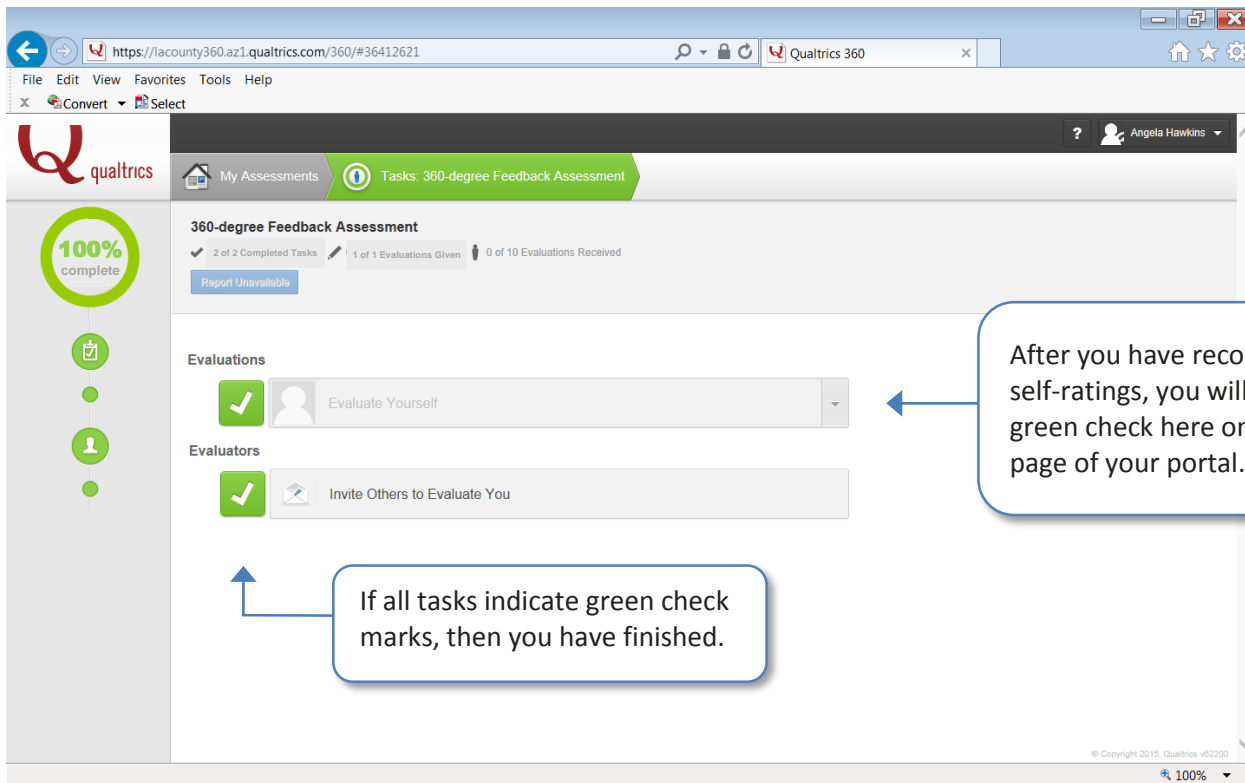 https://lacounty360.az1.qualtrics.com/360/#36412621
Qualtrics 360
File Edit View Favorites Tools Help
x Convert Select
qualtrics
? Angela Hawkins
My Assessments
Tasks: 360-degree Feedback Assessment
100%
complete
360-degree Feedback Assessment
2 of 2 Completed Tasks 1 of 1 Evaluations Given 0 of 10 Evaluations Received
Report Unavailable
Evaluations
Evaluate Yourself
Evaluators
Invite Others to Evaluate You
After you have reco
self-ratings, you will
green check here or
page of your portal.
If all tasks indicate green check
marks, then you have finished.
© Copyright 2015, Qualtrics v62200
100%